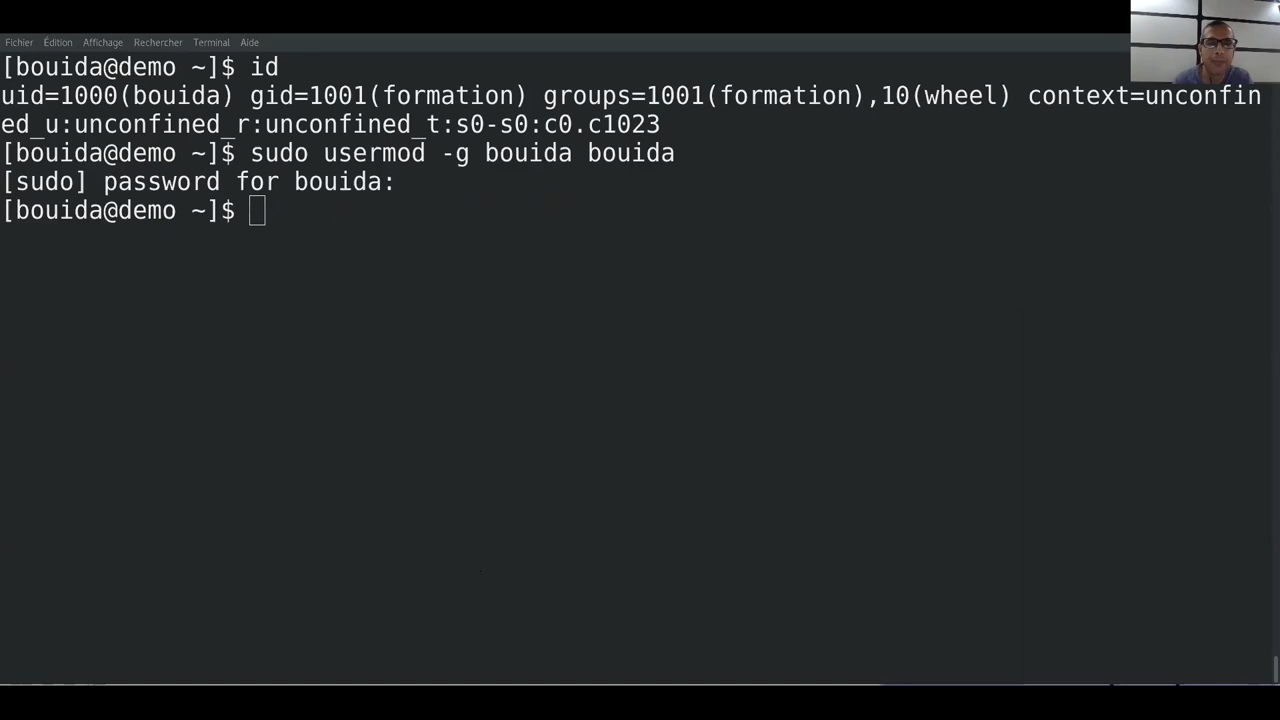 Fichier Édition Affichage Rechercher Terminal Aide
[bouida@demo ~]$ id
uid=1000(bouida) gid=1001(formation) groups=1001(formation),10(wheel) context=unconfin
ed_u:unconfined_r:unconfined_t:s0-s0:c0.c1023
[bouida@demo ~]$ sudo usermod -g bouida bouida
[sudo] password for bouida:
[bouida@demo ~]$